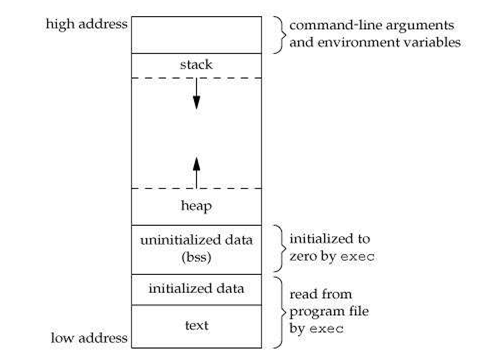 high address
command-line arguments
and environment variables
stack
heap
uninitialized data
(bss)
initialized to
zero by exec
initialized data
read from
program file
by exec
text
low address